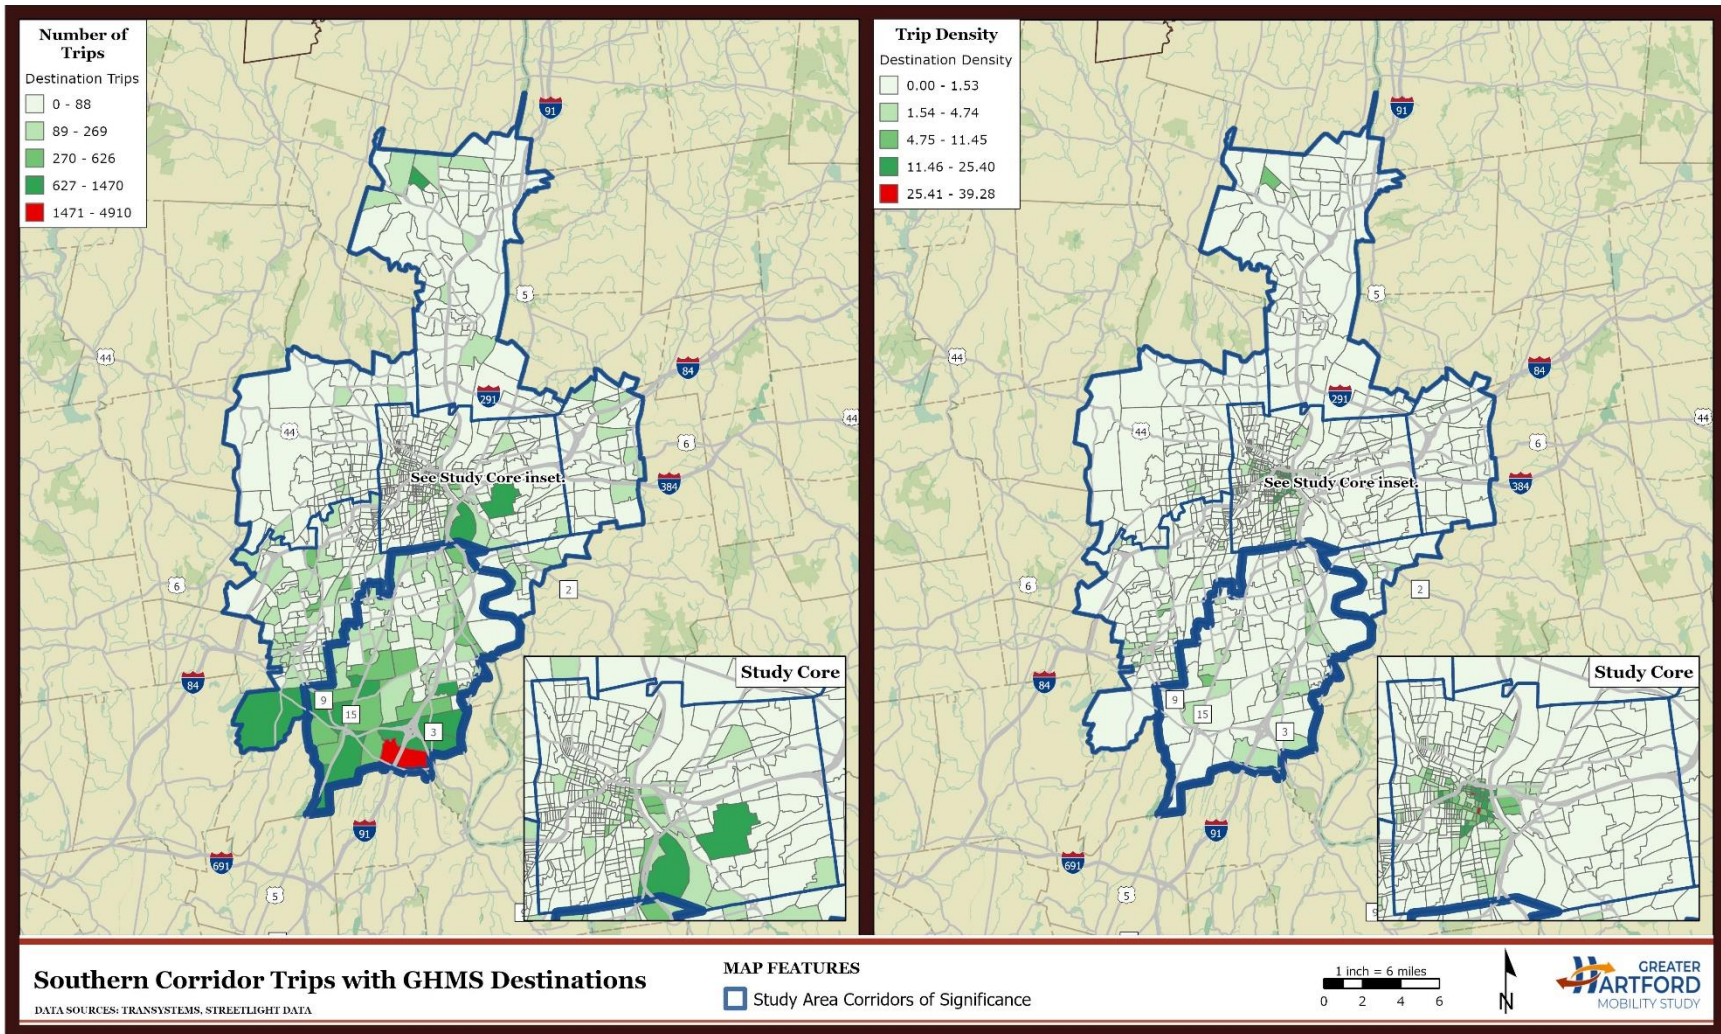 Number of
Trips
Destination Trips
0 - 88
89 - 269
270 - 626
627 - 1470
1471 - 4910
91
5
44
84
291
44
44
6
See Study Core inset.
384
6
2
84
9
15
3
91
691
5
Study Core
Trip Density
Destination Density
0.00 - 1.53
1.54 - 4.74
4.75 - 11.45
11.46 - 25.40
25.41 - 39.28
91
5
44
84
291
44
44
6
See Study Core inset.
384
6
2
84
9
15
3
91
691
5
Study Core
Southern Corridor Trips with GHMS Destinations
DATA SOURCES: TRANSYSTEMS, STREETLIGHT DATA
MAP FEATURES
Study Area Corridors of Significance
1 inch = 6 miles
0 2 4 6
N
GREATER
HARTFORD
MOBILITY STUDY